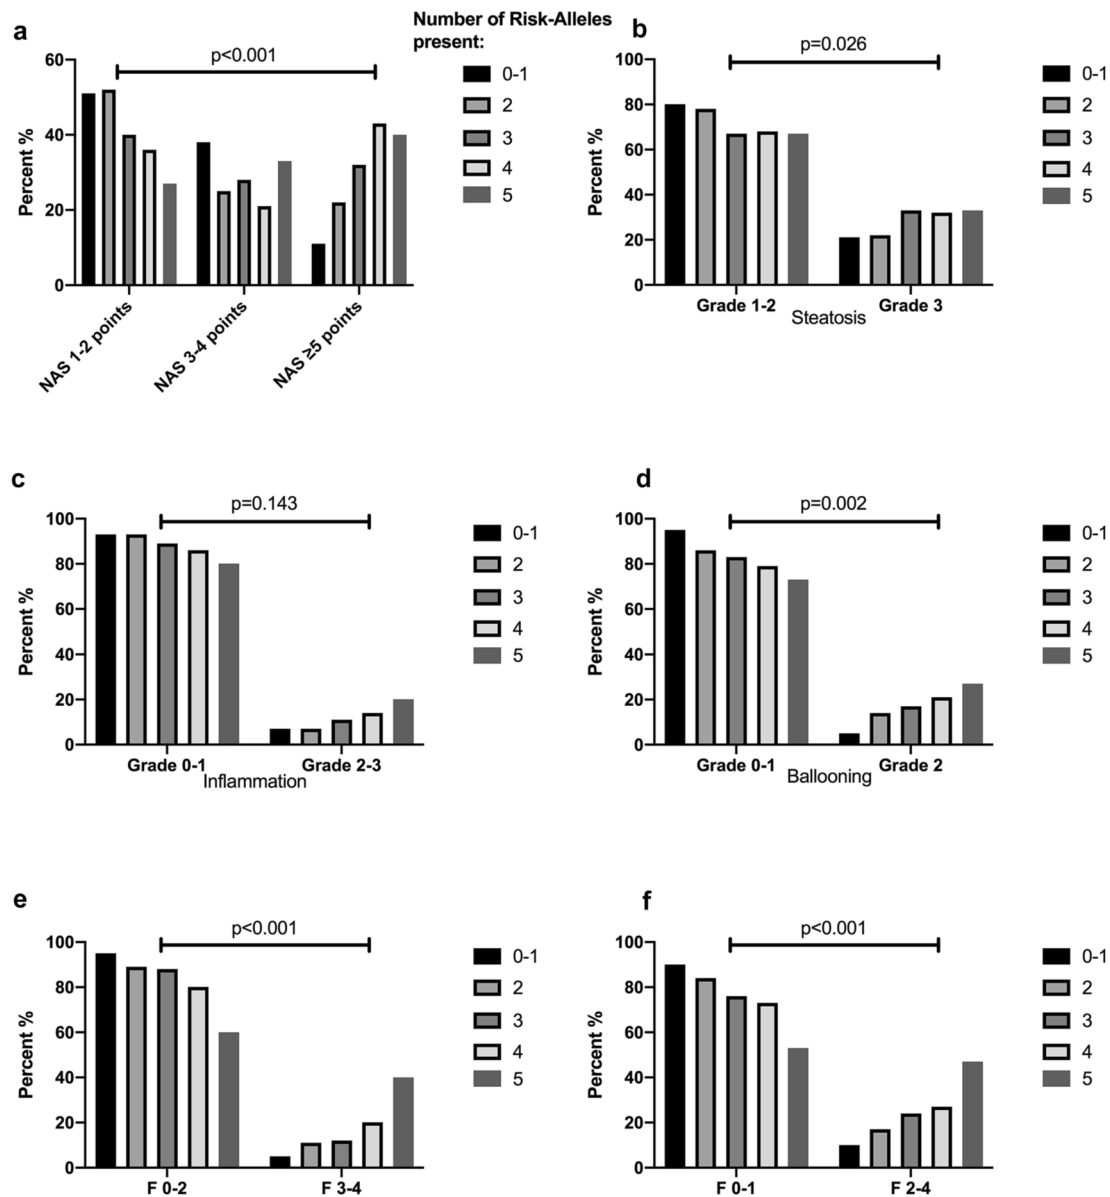 Number of Risk-Alleles
present:
a
p<0.001
60
40
20
0
Percent %
NAS 1-2 points
NAS 3-4 points
NAS ≥5 points
0-1
2
3
4
5
b
p=0.026
100
80
60
40
20
0
Percent %
Grade 1-2
Grade 3
Steatosis
0-1
2
3
4
5
c
p=0.143
100
80
60
40
20
0
Percent %
Grade 0-1
Grade 2-3
Inflammation
0-1
2
3
4
5
d
p=0.002
100
80
60
40
20
0
Percent %
Grade 0-1
Grade 2
Ballooning
0-1
2
3
4
5
e
p<0.001
100
80
60
40
20
0
Percent %
F 0-2
F 3-4
0-1
2
3
4
5
f
p<0.001
100
80
60
40
20
0
Percent %
F 0-1
F 2-4
0-1
2
3
4
5